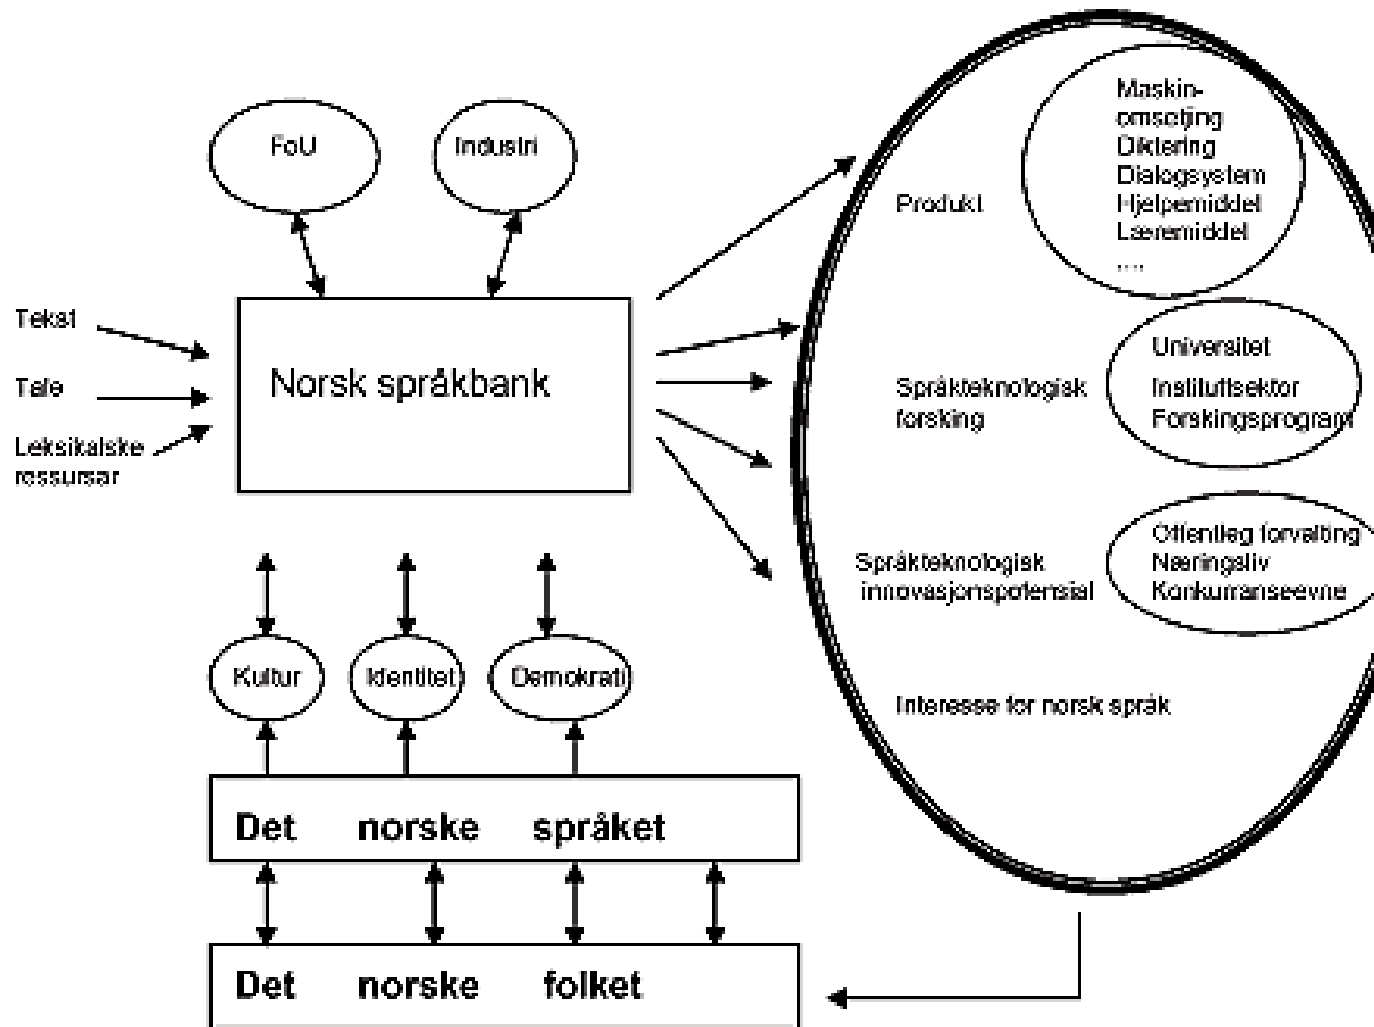 FoU
Industri
Tekst
Tale
Leksikalske
ressursar
Norsk språkbank
Kultur
Identitet
Demokrati
Det norske språket
Det norske folket
Produkt
Maskin-
omsetjing
Diktering
Dialogsystem
Hjelpemiddel
Læremiddel
....
Språkteknologisk
forsking
Universitet
Instituttsektor
Forskingsprogram
Språkteknologisk
innovasjonspotensial
Offentleg forvalting
Næringsliv
Konkurranseevne
Interesse for norsk språk